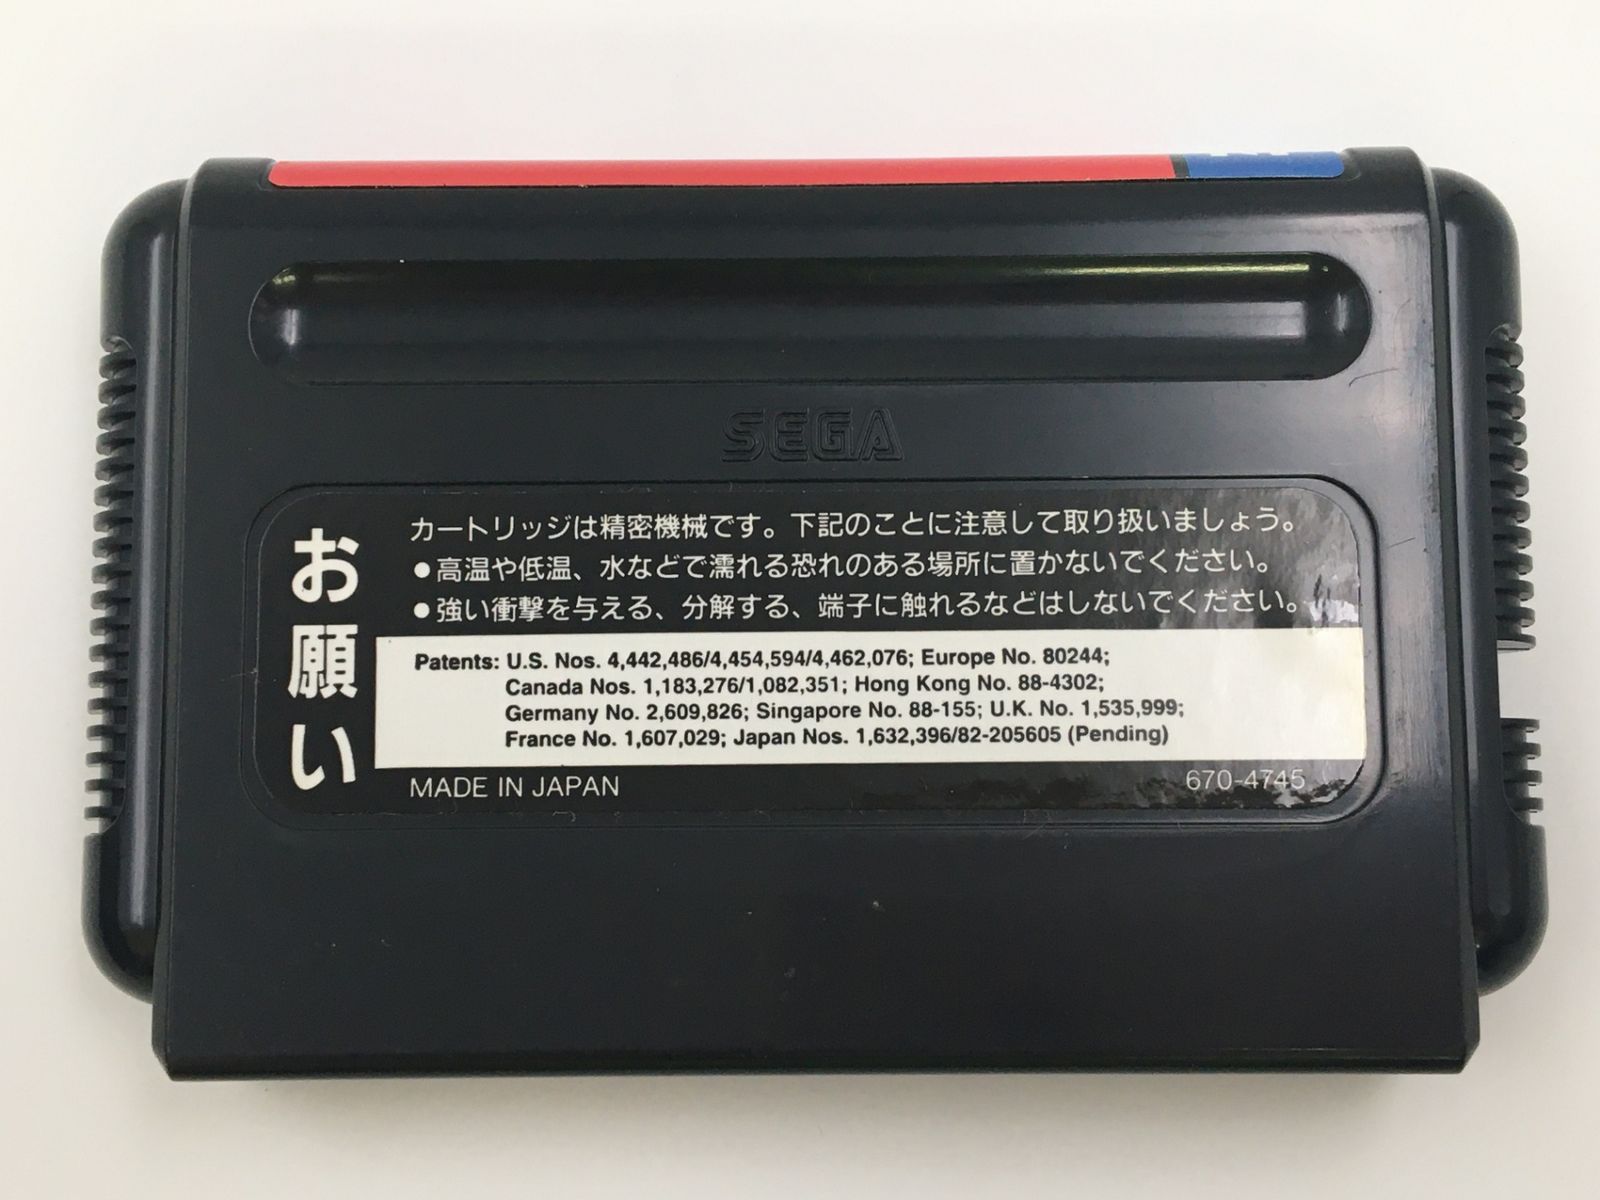 SEGA
お願い
カートリッジは精密機械です。下記のことに注意して取り扱いましょう。
●高温や低温、水などで濡れる恐れのある場所に置かないでください。
●強い衝撃を与える、分解する、端子に触れるなどはしないでください。
Patents: U.S. Nos. 4,442,486/4,454,594/4,462,076; Europe No. 80244;
Canada Nos. 1,183,276/1,082,351; Hong Kong No. 88-4302;
Germany No. 2,609,826; Singapore No. 88-155; U.K. No. 1,535,999;
France No. 1,607,029; Japan Nos. 1,632,396/82-205605 (Pending)
MADE IN JAPAN
670-4745